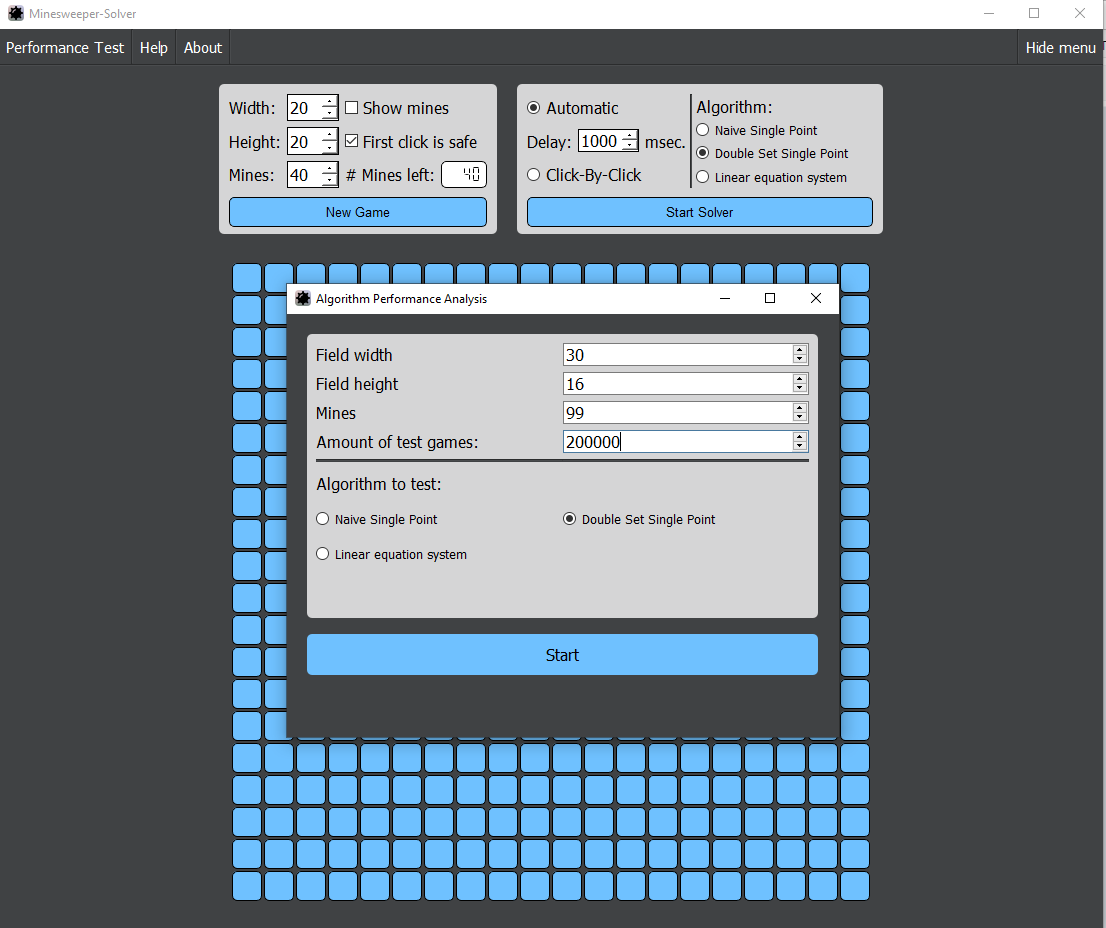 Minesweeper-Solver
Performance Test Help About Hide menu
Width: 20 Show mines
Height: 20 First click is safe
Mines: 40 # Mines left: 40
New Game
Automatic
Delay: 1000 msec.
Click-By-Click
Algorithm:
Naive Single Point
Double Set Single Point
Linear equation system
Start Solver
Algorithm Performance Analysis
Field width 30
Field height 16
Mines 99
Amount of test games: 200000
Algorithm to test:
Naive Single Point Double Set Single Point
Linear equation system
Start